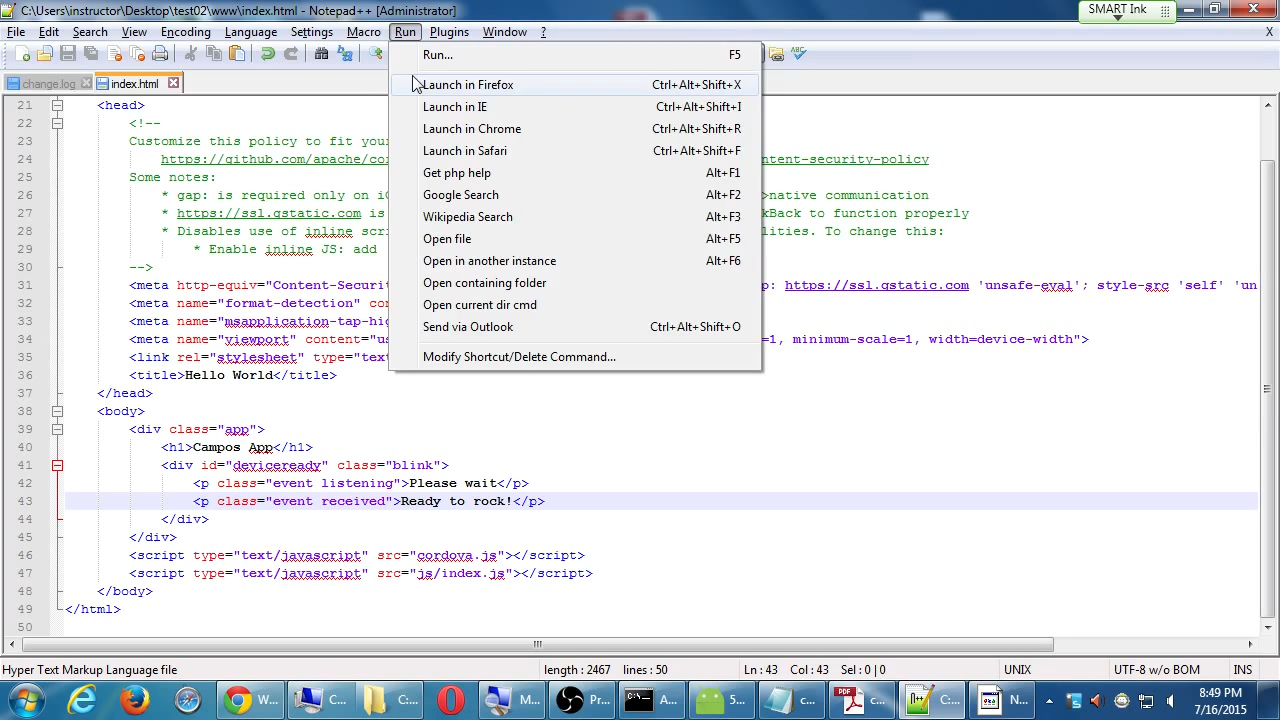 C:\Users\instructor\Desktop\test02\www\index.html - Notepad++ [Administrator]
SMART Ink
File Edit Search View Encoding Language Settings Macro Run Plugins Window ? X
change.log index.html
Run... F5
Launch in Firefox Ctrl+Alt+Shift+X
Launch in IE Ctrl+Alt+Shift+I
Launch in Chrome Ctrl+Alt+Shift+R
Launch in Safari Ctrl+Alt+Shift+F
Get php help Alt+F1
Google Search Alt+F2
Wikipedia Search Alt+F3
Open file Alt+F5
Open in another instance Alt+F6
Open containing folder
Open current dir cmd
Send via Outlook Ctrl+Alt+Shift+O
Modify Shortcut/Delete Command...
21 <head>
22 <!--
23 Customize this policy to fit your
24 https://github.com/apache/co ntent-security-policy
25 Some notes:
26 * gap: is required only on i >native communication
27 * https://ssl.gstatic.com is kBack to function properly
28 * Disables use of inline scri lities. To change this:
29 * Enable inline JS: add
30 -->
31 <meta http-equiv="Content-Securi p: https://ssl.gstatic.com 'unsafe-eval'; style-src 'self' 'un
32 <meta name="format-detection" con
33 <meta name="msapplication-tap-hig
34 <meta name="viewport" content="us =1, minimum-scale=1, width=device-width">
35 <link rel="stylesheet" type="text
36 <title>Hello World</title>
37 </head>
38 <body>
39 <div class="app">
40 <h1>Campos App</h1>
41 <div id="deviceready" class="blink">
42 <p class="event listening">Please wait</p>
43 <p class="event received">Ready to rock!</p>
44 </div>
45 </div>
46 <script type="text/javascript" src="cordova.js"></script>
47 <script type="text/javascript" src="js/index.js"></script>
48 </body>
49 </html>
50
Hyper Text Markup Language file length : 2467 lines : 50 Ln : 43 Col : 43 Sel : 0 | 0 UNIX UTF-8 w/o BOM INS
W... C... C:... M... Pr... A... 5... c... c... C:... N... 8:49 PM
7/16/2015